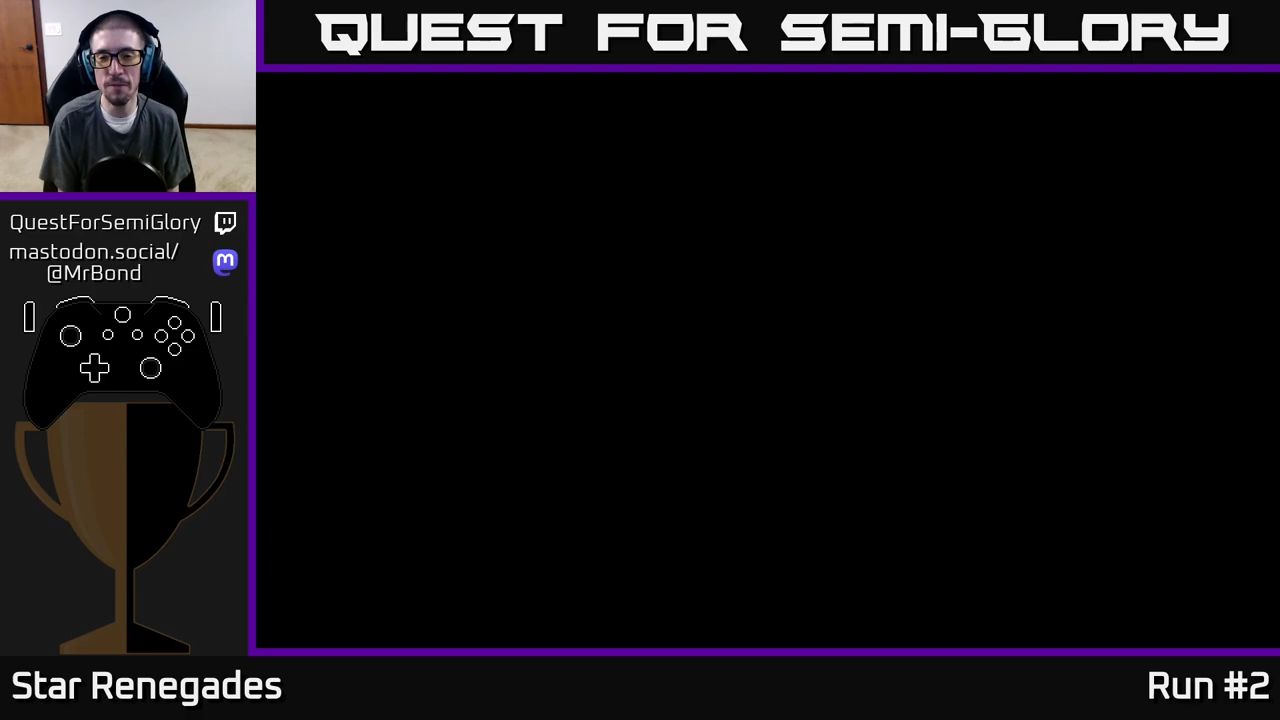 QUEST FOR SEMI-GLORY
QuestForSemiGlory
mastodon.social/
@MrBond
Star Renegades
Run #2